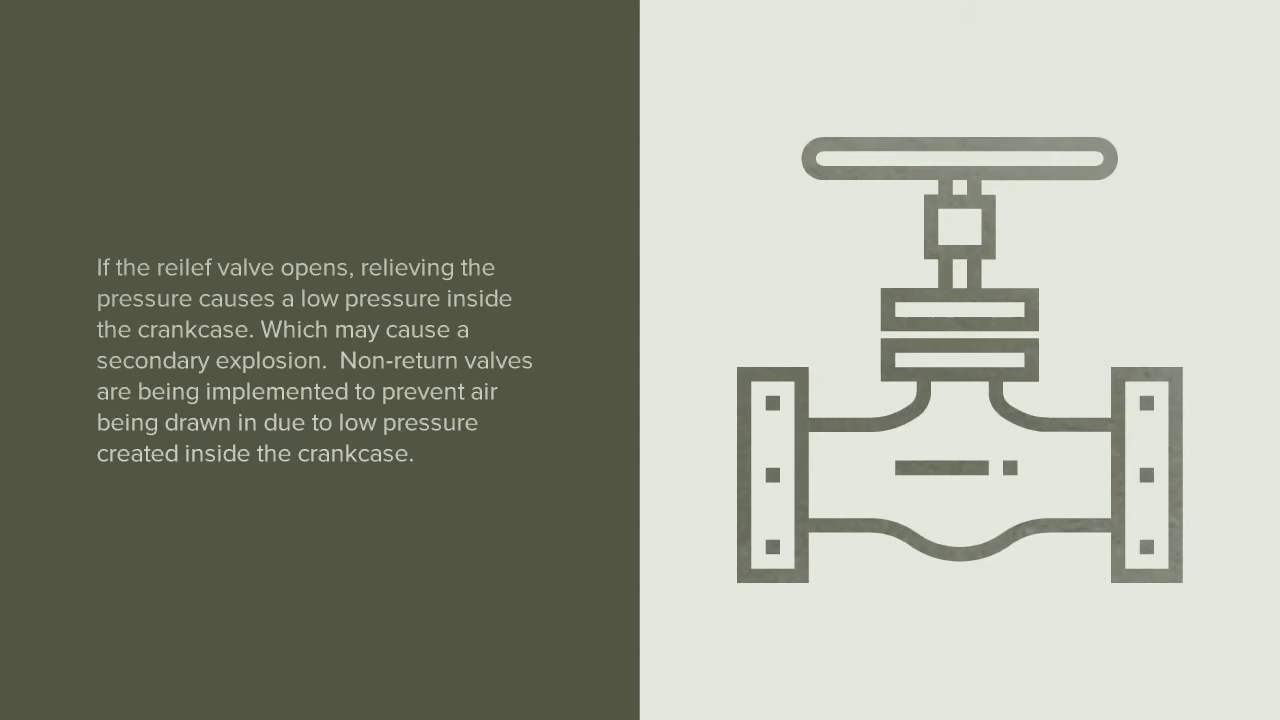 If the reilef valve opens, relieving the
pressure causes a low pressure inside
the crankcase. Which may cause a
secondary explosion.  Non-return valves
are being implemented to prevent air
being drawn in due to low pressure
created inside the crankcase.